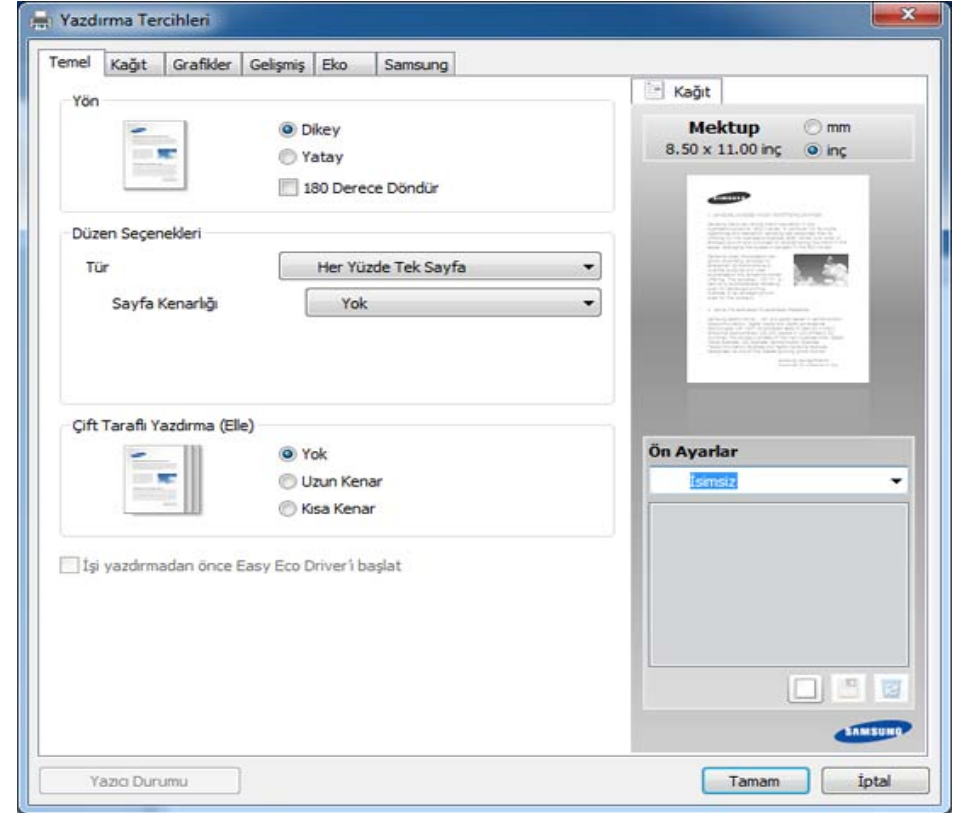 Yazdırma Tercihleri
Temel Kağıt Grafikler Gelişmiş Eko Samsung
Yön
Dikey
Yatay
180 Derece Döndür
Düzen Seçenekleri
Tür Her Yüzde Tek Sayfa
Sayfa Kenarlığı Yok
Çift Taraflı Yazdırma (Elle)
Yok
Uzun Kenar
Kısa Kenar
İşi yazdırmadan önce Easy Eco Driver'i başlat
Kağıt
Mektup mm
8.50 x 11.00 inç inç
SAMSUNG
Ön Ayarlar
İsimsiz
SAMSUNG
Yazıcı Durumu Tamam İptal